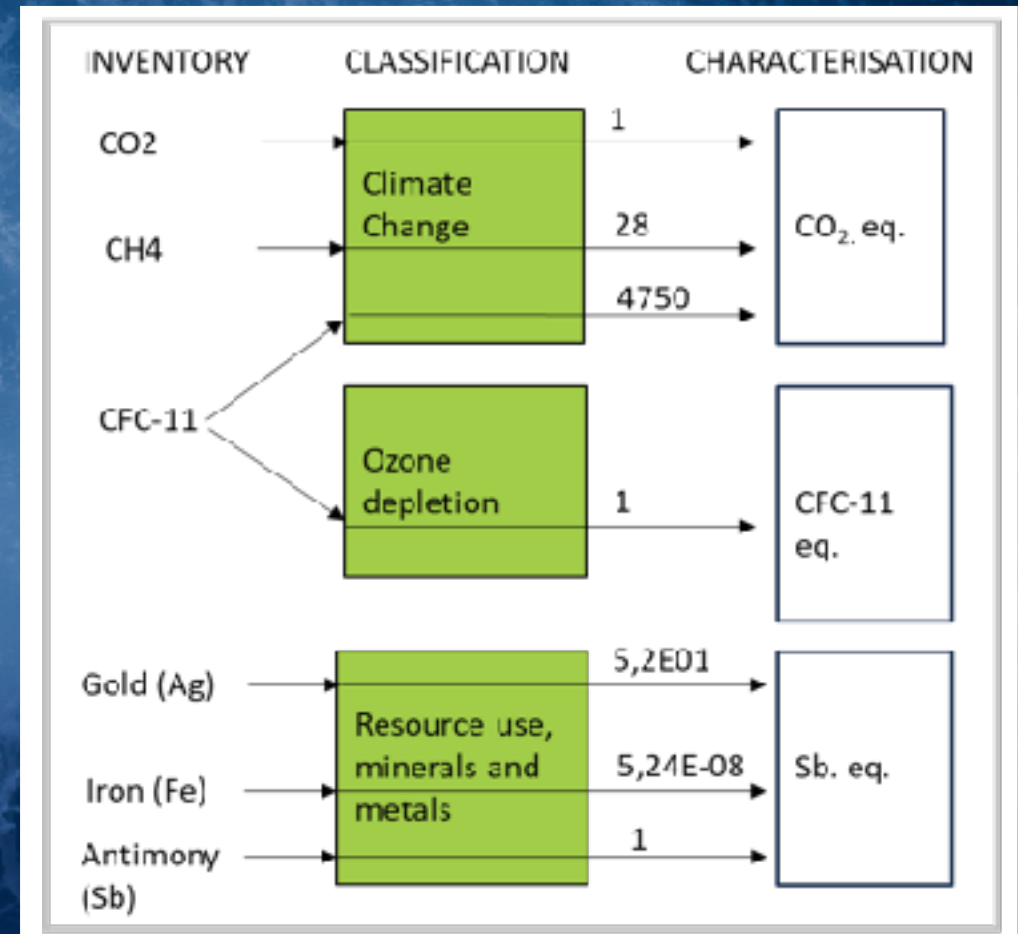 INVENTORY CLASSIFICATION CHARACTERISATION
CO2
1
Climate
Change
CH4
28
CO₂. eq.
4750
CFC-11
Ozone
depletion
1
CFC-11
eq.
Gold (Ag)
5,2E01
Resource use,
minerals and
metals
Iron (Fe)
5,24E-08
Sb. eq.
Antimony
(Sb)
1